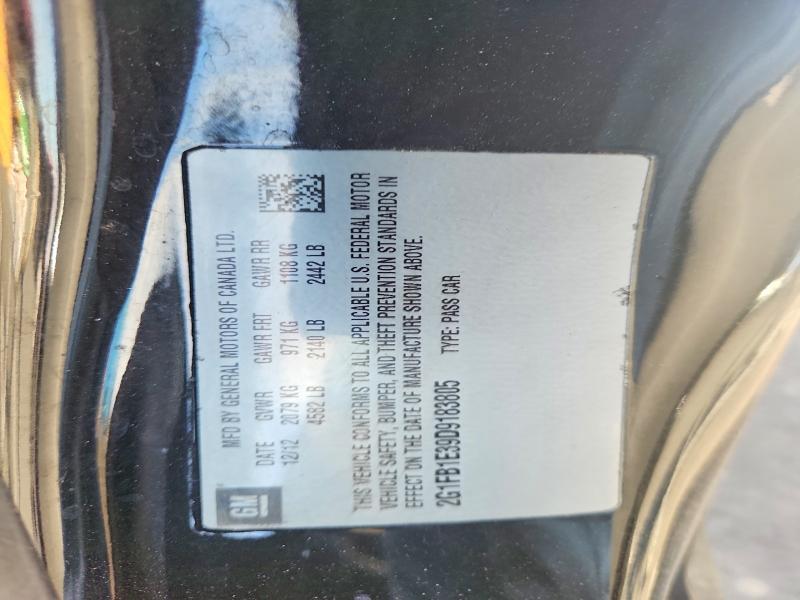 GM
MFD BY GENERAL MOTORS OF CANADA LTD.
DATE GVWR GAWR FRT GAWR RR
12/12 2079 KG 971 KG 1108 KG
4582 LB 2140 LB 2442 LB
THIS VEHICLE CONFORMS TO ALL APPLICABLE U.S. FEDERAL MOTOR
VEHICLE SAFETY, BUMPER, AND THEFT PREVENTION STANDARDS IN
EFFECT ON THE DATE OF MANUFACTURE SHOWN ABOVE.
2G1FB1E39D9183805 TYPE: PASS CAR